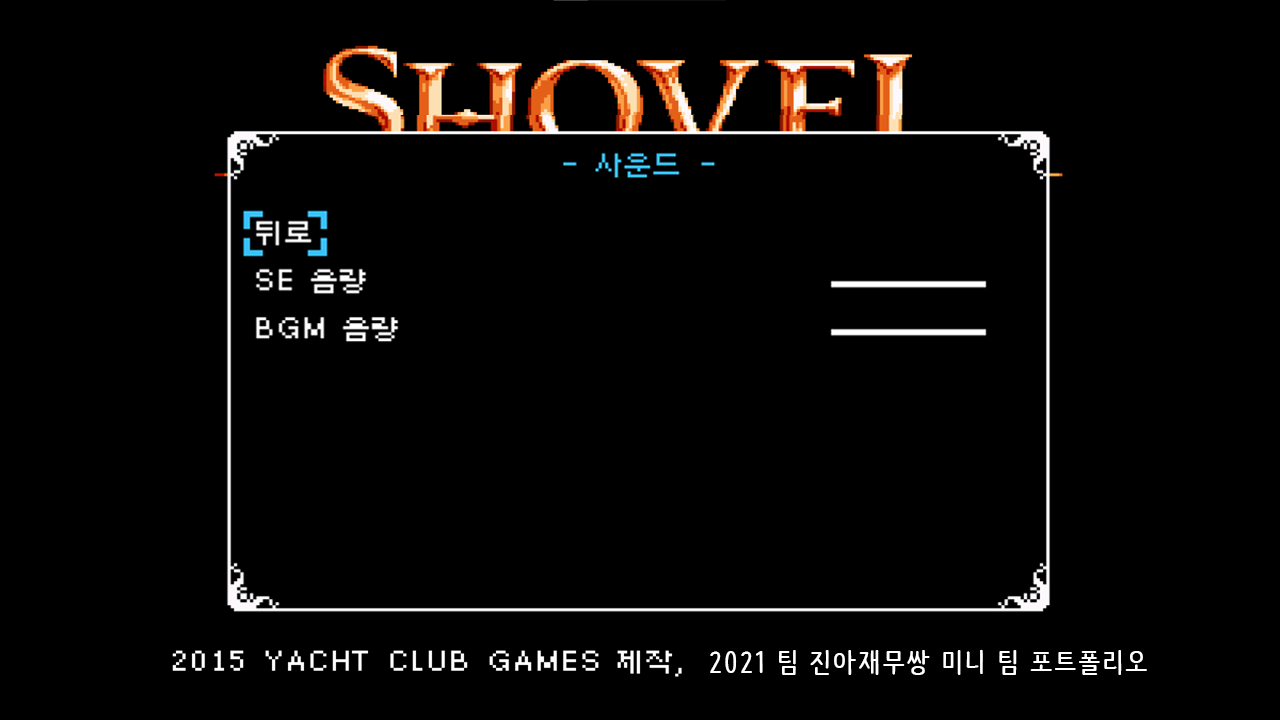 SHOVEL
- 사운드 -
뒤로
SE 음량
BGM 음량
2015 YACHT CLUB GAMES 제작, 2021 팀 진아재무쌍 미니 팀 포트폴리오